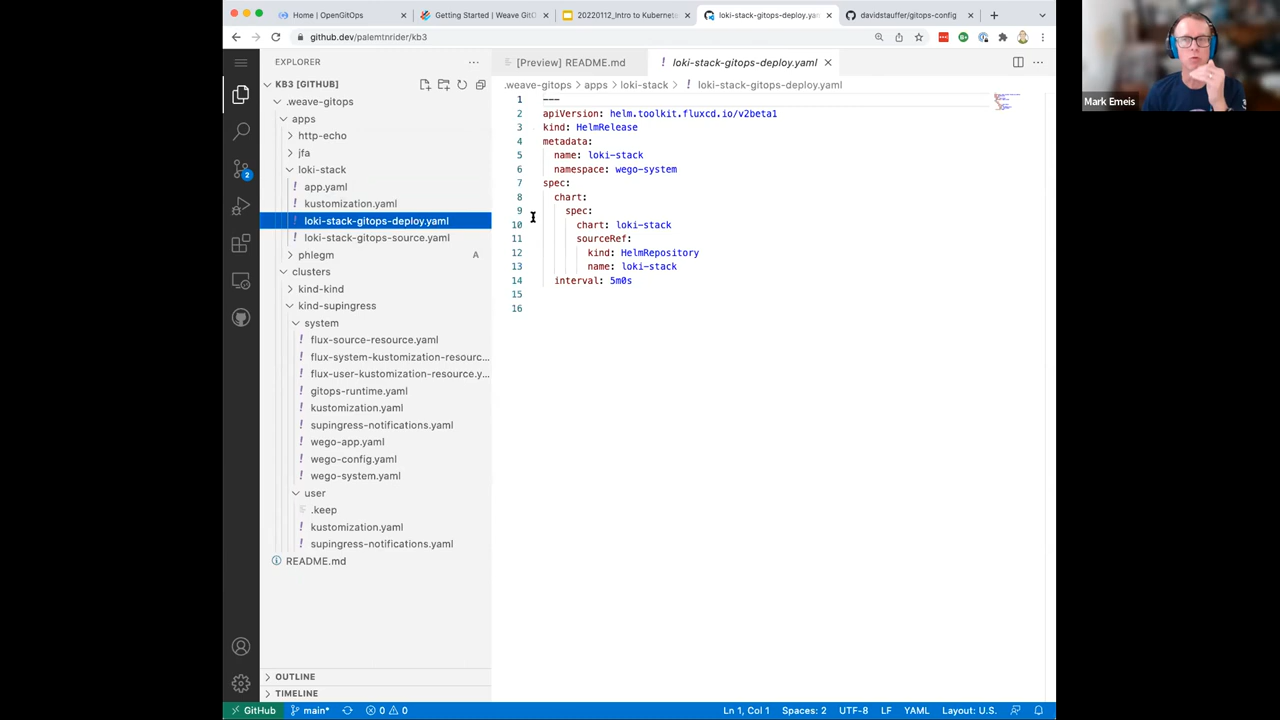 Home | OpenGitOps
Getting Started | Weave GitO
20220112_Intro to Kubernete
loki-stack-gitops-deploy.yaml
davidstauffer/gitops-config
github.dev/palemtnrider/kb3
EXPLORER
[Preview] README.md
loki-stack-gitops-deploy.yaml
KB3 [GITHUB]
.weave-gitops
apps
http-echo
jfa
loki-stack
app.yaml
kustomization.yaml
loki-stack-gitops-deploy.yaml
loki-stack-gitops-source.yaml
phlegm
A
clusters
kind-kind
kind-supingress
system
flux-source-resource.yaml
flux-system-kustomization-resourc...
flux-user-kustomization-resource.y...
gitops-runtime.yaml
kustomization.yaml
supingress-notifications.yaml
wego-app.yaml
wego-config.yaml
wego-system.yaml
user
.keep
kustomization.yaml
supingress-notifications.yaml
README.md
OUTLINE
TIMELINE
2
.weave-gitops > apps > loki-stack > loki-stack-gitops-deploy.yaml
1 ---
2 apiVersion: helm.toolkit.fluxcd.io/v2beta1
3 kind: HelmRelease
4 metadata:
5 name: loki-stack
6 namespace: wego-system
7 spec:
8 chart:
9 spec:
10 chart: loki-stack
11 sourceRef:
12 kind: HelmRepository
13 name: loki-stack
14 interval: 5m0s
15
16
GitHub main* 0 0 Ln 1, Col 1 Spaces: 2 UTF-8 LF YAML Layout: U.S.
Mark Emeis